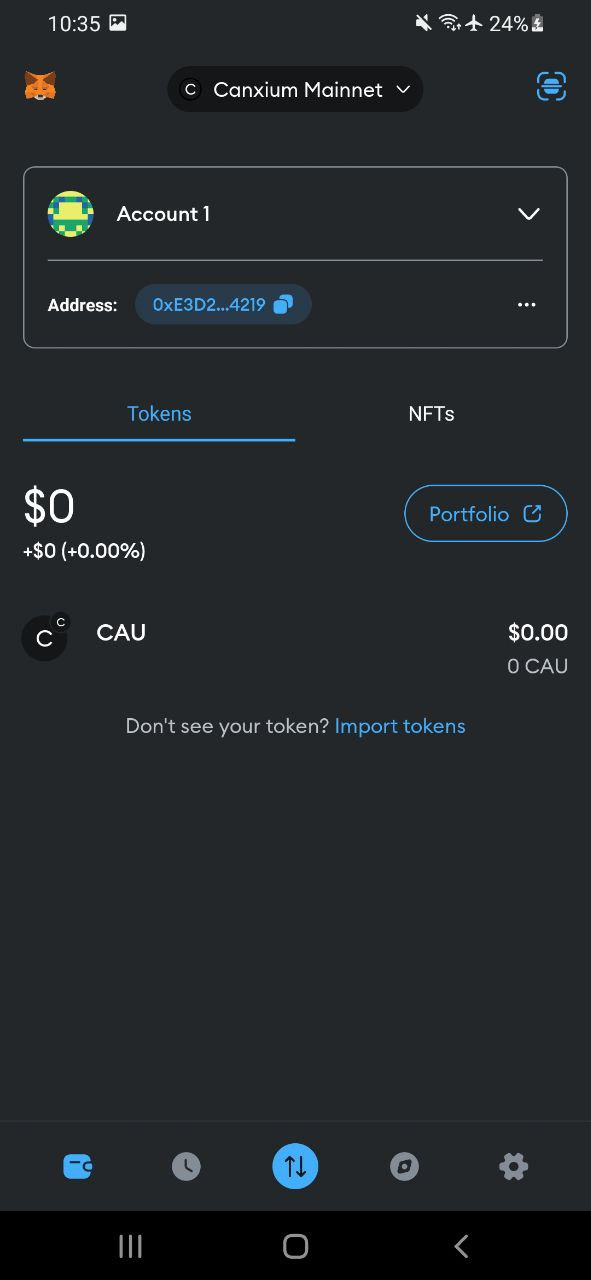 10:35 24%
C Canxium Mainnet
Account 1
Address: 0xE3D2...4219
Tokens NFTs
$0
Portfolio
+$0 (+0.00%)
C C CAU $0.00
0 CAU
Don't see your token? Import tokens